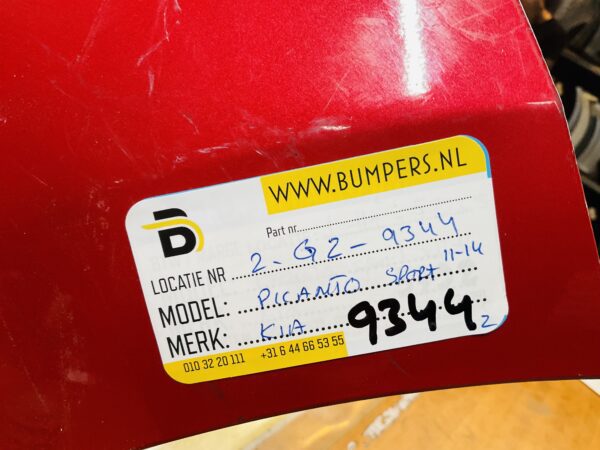 WWW.BUMPERS.NL
Part nr.
LOCATIE NR 2-G2-9344
MODEL: PICANTO SPORT 11-14
MERK: KIA 9344 2
010 32 20 111 +31 6 44 66 53 55